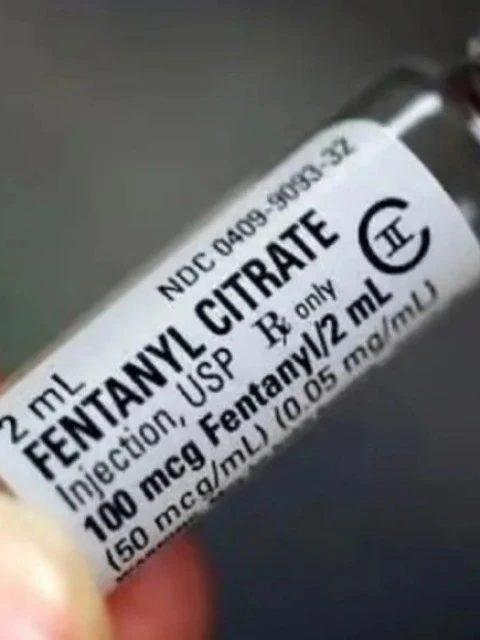 NDC 0409-9093-32
2 mL
FENTANYL CITRATE
CII
Injection, USP ℞ only
100 mcg Fentanyl/2 mL
(50 mcg/mL) (0.05 mg/mL)